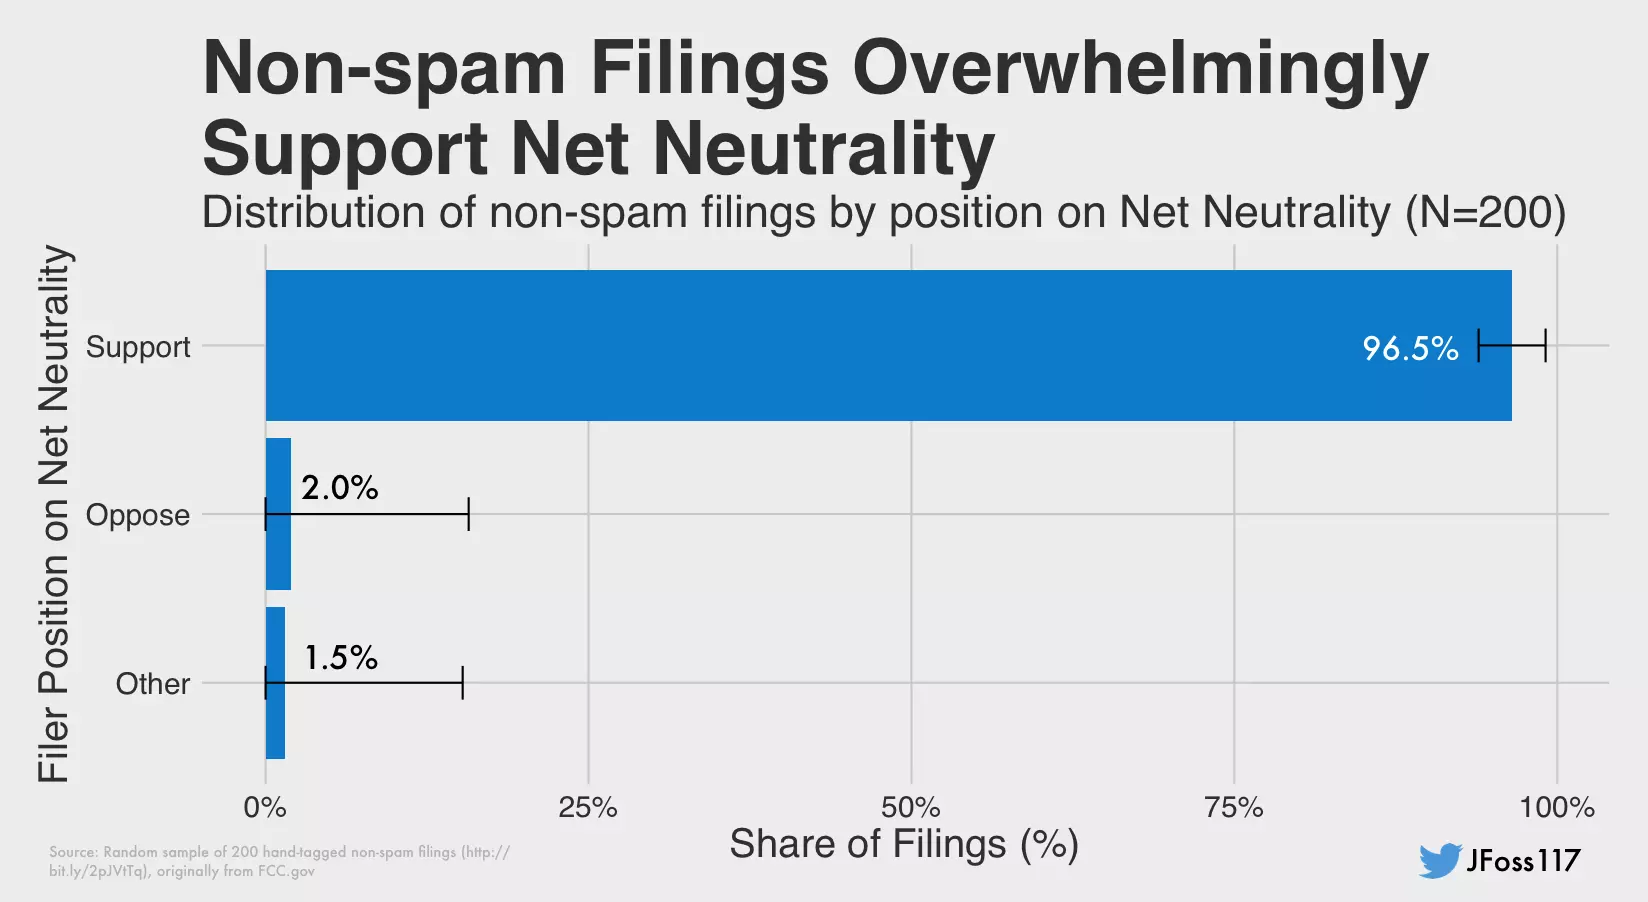 Non-spam Filings Overwhelmingly
Support Net Neutrality
Distribution of non-spam filings by position on Net Neutrality (N=200)
Filer Position on Net Neutrality
Support
96.5%
Oppose
2.0%
Other
1.5%
0% 25% 50% 75% 100%
Share of Filings (%)
Source: Random sample of 200 hand-tagged non-spam filings (http://
bit.ly/2pJVtTq), originally from FCC.gov
JFoss117